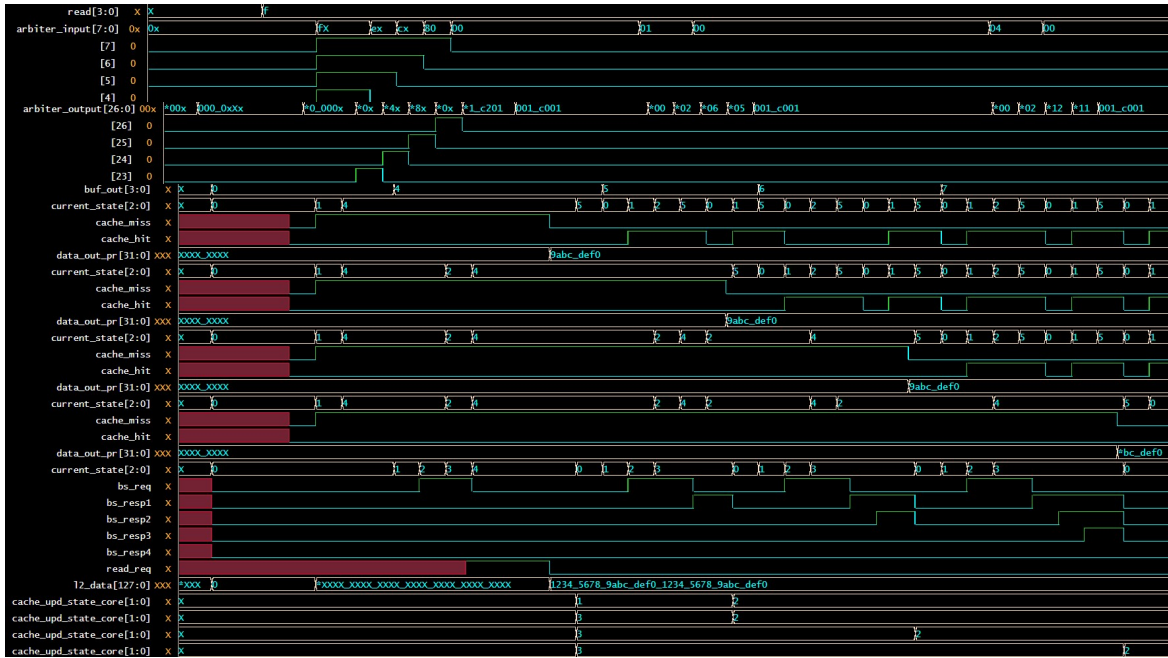 read[3:0] x x f
arbiter_input[7:0] 0x 0x fX ex cx 80 00 01 00 04 00
[7] 0
[6] 0
[5] 0
[4] 0
arbiter_output[26:0] 00x *00x 000_0xXx *0_000x *0x *4x *8x *0x *1_c201 001_c001 *00 *02 *06 *05 001_c001 *00 *02 *12 *11 001_c001
[26] 0
[25] 0
[24] 0
[23] 0
buf_out[3:0] x x 0 4 5 6 7
current_state[2:0] x x 0 1 4 5 0 1 2 5 0 1 5 0 2 5 0 1 5 0 1 2 5 0 1 5 0 1
cache_miss x
cache_hit x
data_out_pr[31:0] XXX XXXX_XXXX 9abc_def0
current_state[2:0] x x 0 1 4 2 4 5 0 1 2 5 0 1 5 0 1 2 5 0 1 5 0 1
cache_miss x
cache_hit x
data_out_pr[31:0] XXX XXXX_XXXX 9abc_def0
current_state[2:0] x x 0 1 4 2 4 2 4 2 4 5 0 1 2 5 0 1 5 0 1
cache_miss x
cache_hit x
data_out_pr[31:0] XXX XXXX_XXXX 9abc_def0
current_state[2:0] x x 0 1 4 2 4 2 4 2 4 2 4 5 0
cache_miss x
cache_hit x
data_out_pr[31:0] XXX XXXX_XXXX *bc_def0
current_state[2:0] x x 0 1 2 3 4 0 1 2 3 0 1 2 3 0 1 2 3 0
bs_req x
bs_resp1 x
bs_resp2 x
bs_resp3 x
bs_resp4 x
read_req x
l2_data[127:0] XXX *XXX 0 *XXXX_XXXX_XXXX_XXXX_XXXX_XXXX_XXXX 1234_5678_9abc_def0_1234_5678_9abc_def0
cache_upd_state_core[1:0] x x 1 2
cache_upd_state_core[1:0] x x 3 2
cache_upd_state_core[1:0] x x 3 2
cache_upd_state_core[1:0] x x 3 2